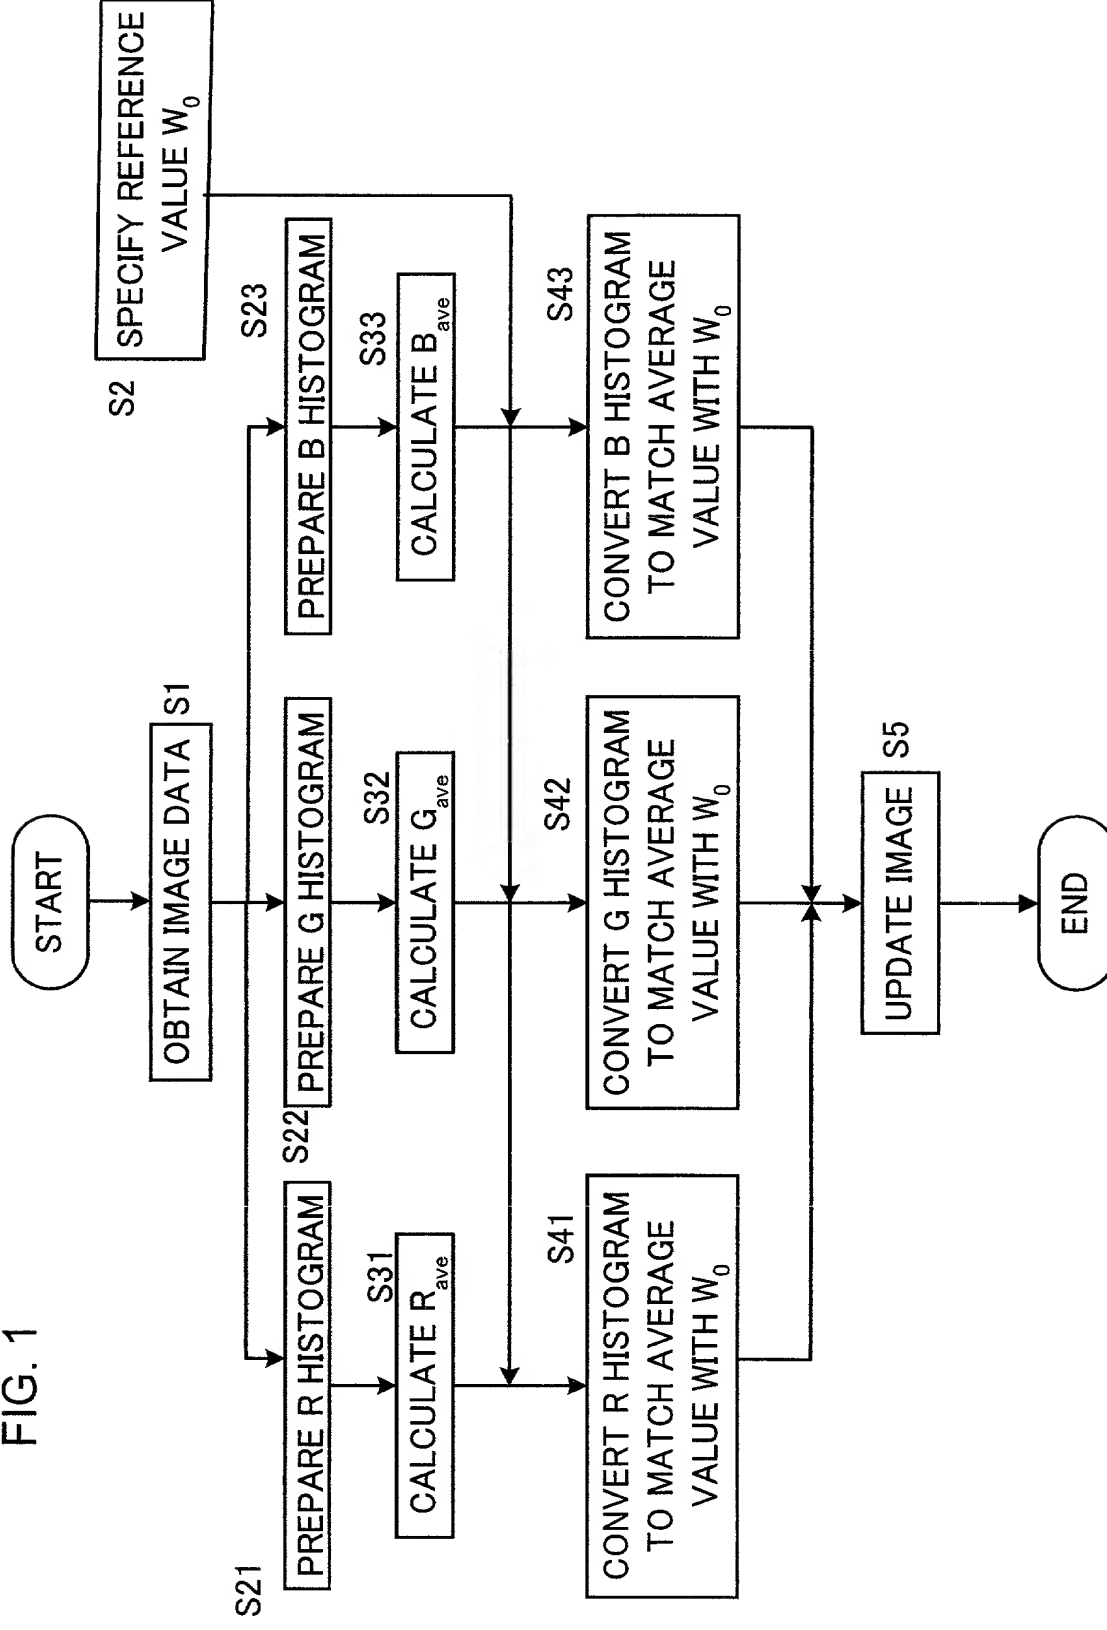 FIG. 1
START
OBTAIN IMAGE DATA
S1
SPECIFY REFERENCE
VALUE W0
S2
S21
PREPARE R HISTOGRAM
S22
PREPARE G HISTOGRAM
S23
PREPARE B HISTOGRAM
S31
CALCULATE Rave
S32
CALCULATE Gave
S33
CALCULATE Bave
S41
CONVERT R HISTOGRAM
TO MATCH AVERAGE
VALUE WITH W0
S42
CONVERT G HISTOGRAM
TO MATCH AVERAGE
VALUE WITH W0
S43
CONVERT B HISTOGRAM
TO MATCH AVERAGE
VALUE WITH W0
UPDATE IMAGE
S5
END